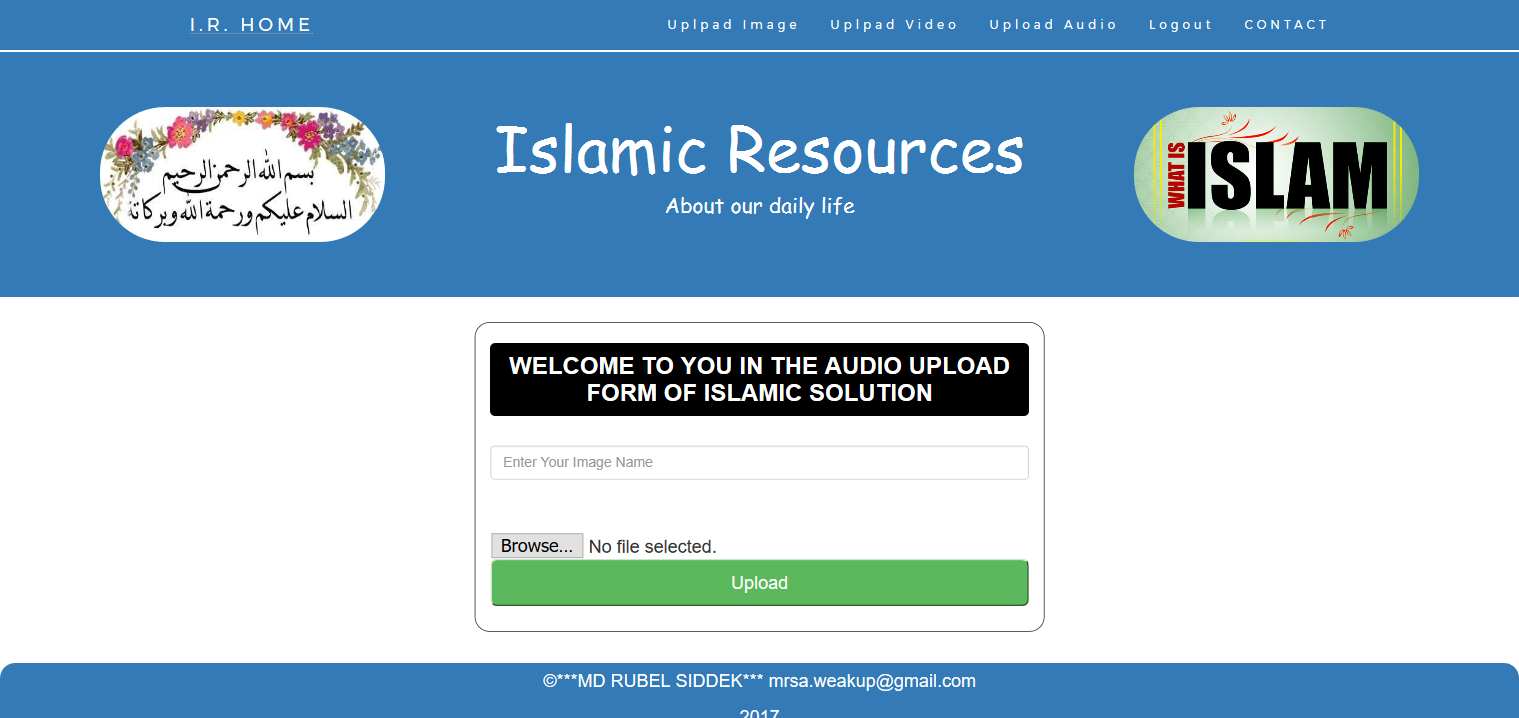 I.R. HOME
Uplpad Image
Uplpad Video
Upload Audio
Logout
CONTACT
بسم الله الرحمن الرحيم
السلام عليكم ورحمة الله وبركاته
Islamic Resources
About our daily life
WHAT IS
ISLAM
WELCOME TO YOU IN THE AUDIO UPLOAD
FORM OF ISLAMIC SOLUTION
Enter Your Image Name
Browse... No file selected.
Upload
©***MD RUBEL SIDDEK*** mrsa.weakup@gmail.com
2017